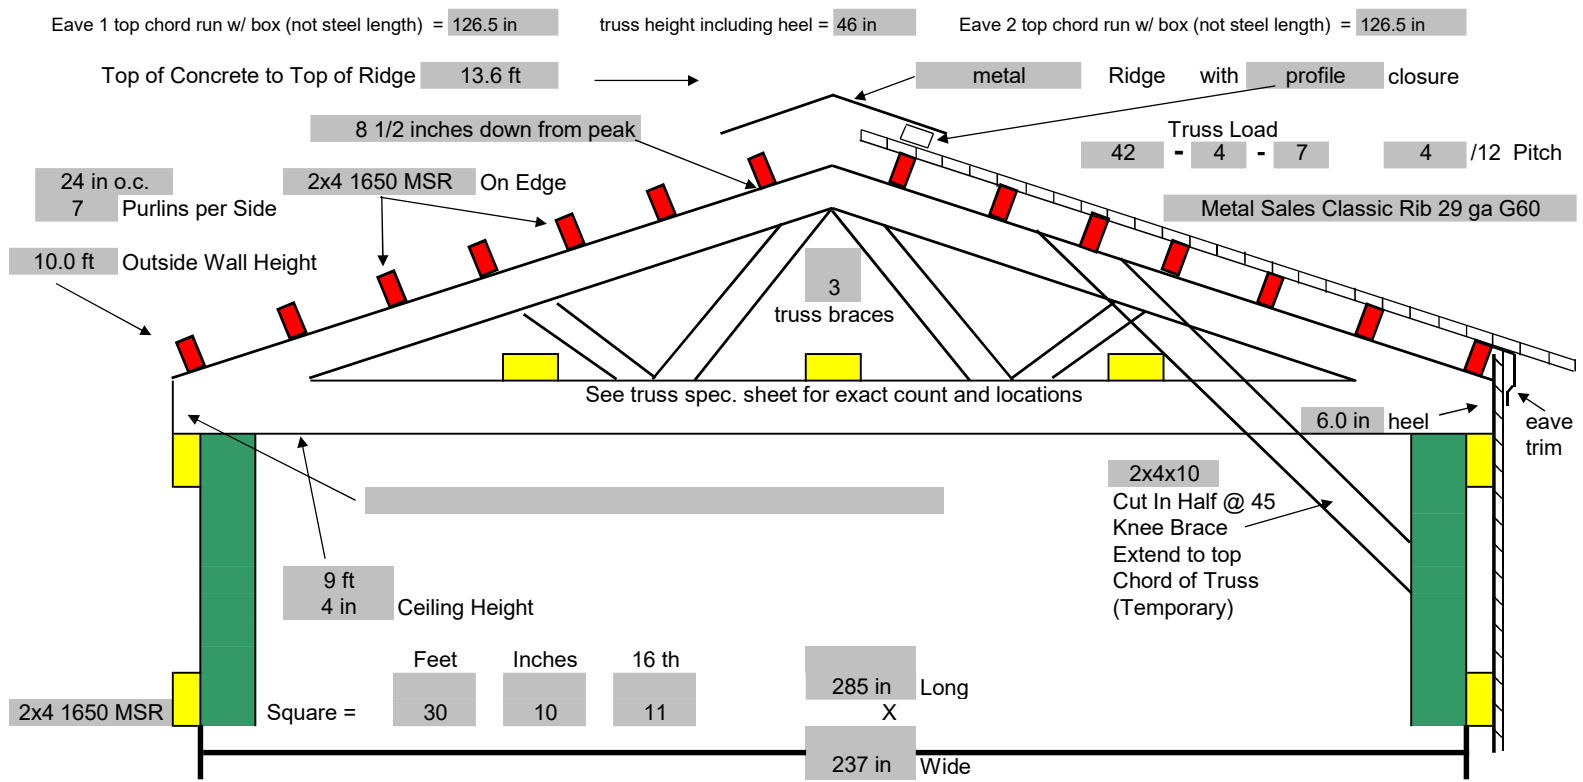 Eave 1 top chord run w/ box (not steel length) = 126.5 in truss height including heel = 46 in Eave 2 top chord run w/ box (not steel length) = 126.5 in
Top of Concrete to Top of Ridge 13.6 ft metal Ridge with profile closure
8 1/2 inches down from peak
Truss Load
42 - 4 - 7 4 /12 Pitch
24 in o.c.
7 Purlins per Side
2x4 1650 MSR On Edge
Metal Sales Classic Rib 29 ga G60
10.0 ft Outside Wall Height
3
truss braces
See truss spec. sheet for exact count and locations
6.0 in heel
eave
trim
2x4x10
Cut In Half @ 45
Knee Brace
Extend to top
Chord of Truss
(Temporary)
9 ft
4 in Ceiling Height
Feet Inches 16 th
285 in Long
2x4 1650 MSR Square = 30 10 11 X
237 in Wide